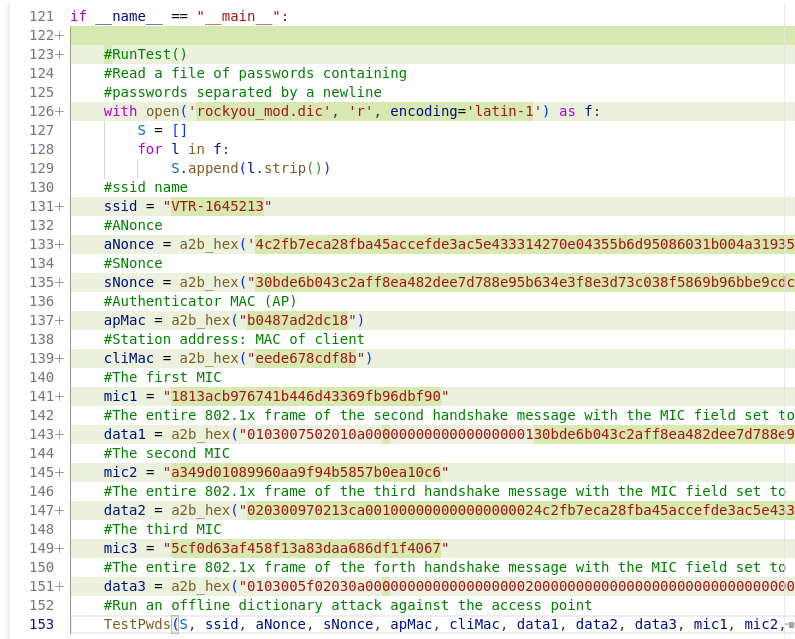 121 if __name__ == "__main__":
122+
123+ #RunTest()
124 #Read a file of passwords containing
125 #passwords separated by a newline
126+ with open('rockyou_mod.dic', 'r', encoding='latin-1') as f:
127 S = []
128 for l in f:
129 S.append(l.strip())
130 #ssid name
131+ ssid = "VTR-1645213"
132 #ANonce
133+ aNonce = a2b_hex('4c2fb7eca28fba45accefde3ac5e433314270e04355b6d95086031b004a31935
134 #SNonce
135+ sNonce = a2b_hex("30bde6b043c2aff8ea482dee7d788e95b634e3f8e3d73c038f5869b96bbe9cdc
136 #Authenticator MAC (AP)
137+ apMac = a2b_hex("b0487ad2dc18")
138 #Station address: MAC of client
139+ cliMac = a2b_hex("eede678cdf8b")
140 #The first MIC
141+ mic1 = "1813acb976741b446d43369fb96dbf90"
142 #The entire 802.1x frame of the second handshake message with the MIC field set to
143+ data1 = a2b_hex("0103007502010a0000000000000000000130bde6b043c2aff8ea482dee7d788e9
144 #The second MIC
145+ mic2 = "a349d01089960aa9f94b5857b0ea10c6"
146 #The entire 802.1x frame of the third handshake message with the MIC field set to
147+ data2 = a2b_hex("020300970213ca00100000000000000000024c2fb7eca28fba45accefde3ac5e433
148 #The third MIC
149+ mic3 = "5cf0d63af458f13a83daa686df1f4067"
150 #The entire 802.1x frame of the forth handshake message with the MIC field set to
151+ data3 = a2b_hex("0103005f02030a00000000000000000002000000000000000000000000000000
152 #Run an offline dictionary attack against the access point
153 TestPwds(S, ssid, aNonce, sNonce, apMac, cliMac, data1, data2, data3, mic1, mic2,